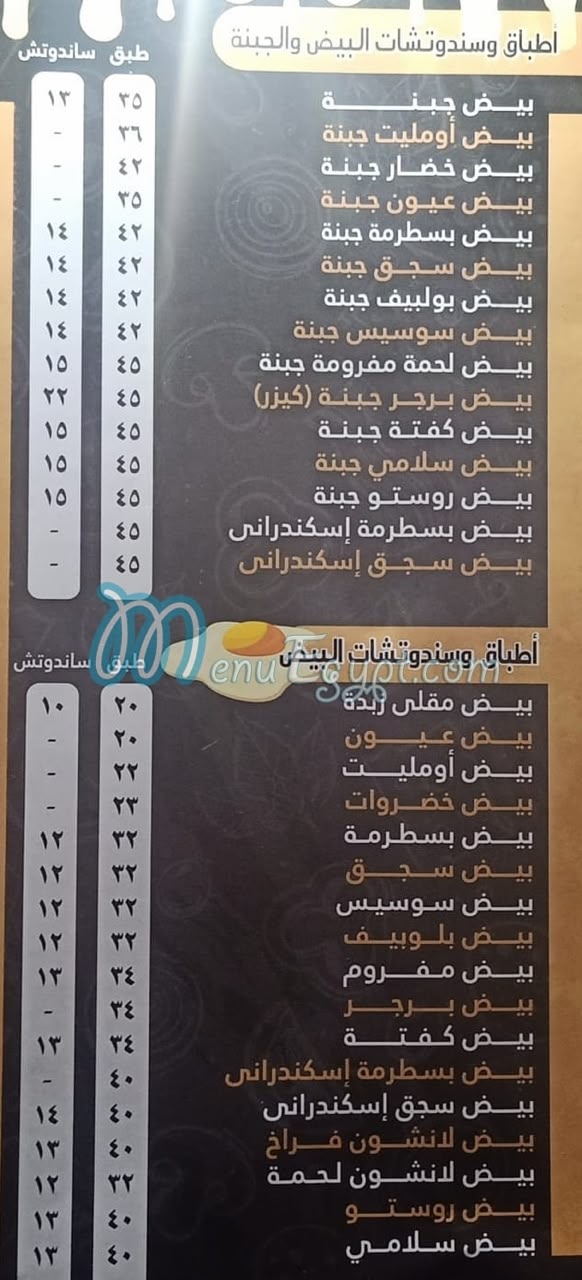 أطباق وسندوتشات البيض والجبنة طبق ساندوتش
بيض جبنة ٣٥ ١٣
بيض أومليت جبنة ٣٦ -
بيض خضار جبنة ٤٢ -
بيض عيون جبنة ٣٥ -
بيض بسطرمة جبنة ٤٢ ١٤
بيض سجق جبنة ٤٢ ١٤
بيض بولبيف جبنة ٤٢ ١٤
بيض سوسيس جبنة ٤٢ ١٤
بيض لحمة مفرومة جبنة ٤٥ ١٥
بيض برجر جبنة (كيزر) ٤٥ ٢٢
بيض كفتة جبنة ٤٥ ١٥
بيض سلامي جبنة ٤٥ ١٥
بيض روستو جبنة ٤٥ ١٥
بيض بسطرمة إسكندرانى ٤٥ -
بيض سجق إسكندرانى ٤٥ -
أطباق وسندوتشات البيض طبق ساندوتش
MenuEgypt.com
بيض مقلى زبدة ٢٠ ١٠
بيض عيون ٢٠ -
بيض أومليت ٢٢ -
بيض خضروات ٢٣ -
بيض بسطرمة ٣٢ ١٢
بيض سجق ٣٢ ١٢
بيض سوسيس ٣٢ ١٢
بيض بلوبيف ٣٢ ١٢
بيض مفروم ٣٤ ١٣
بيض برجر ٣٤ -
بيض كفتة ٣٤ ١٣
بيض بسطرمة إسكندرانى ٤٠ -
بيض سجق إسكندرانى ٤٠ ١٤
بيض لانشون فراخ ٤٠ ١٣
بيض لانشون لحمة ٣٢ ١٢
بيض روستو ٤٠ ١٣
بيض سلامي ٤٠ ١٣